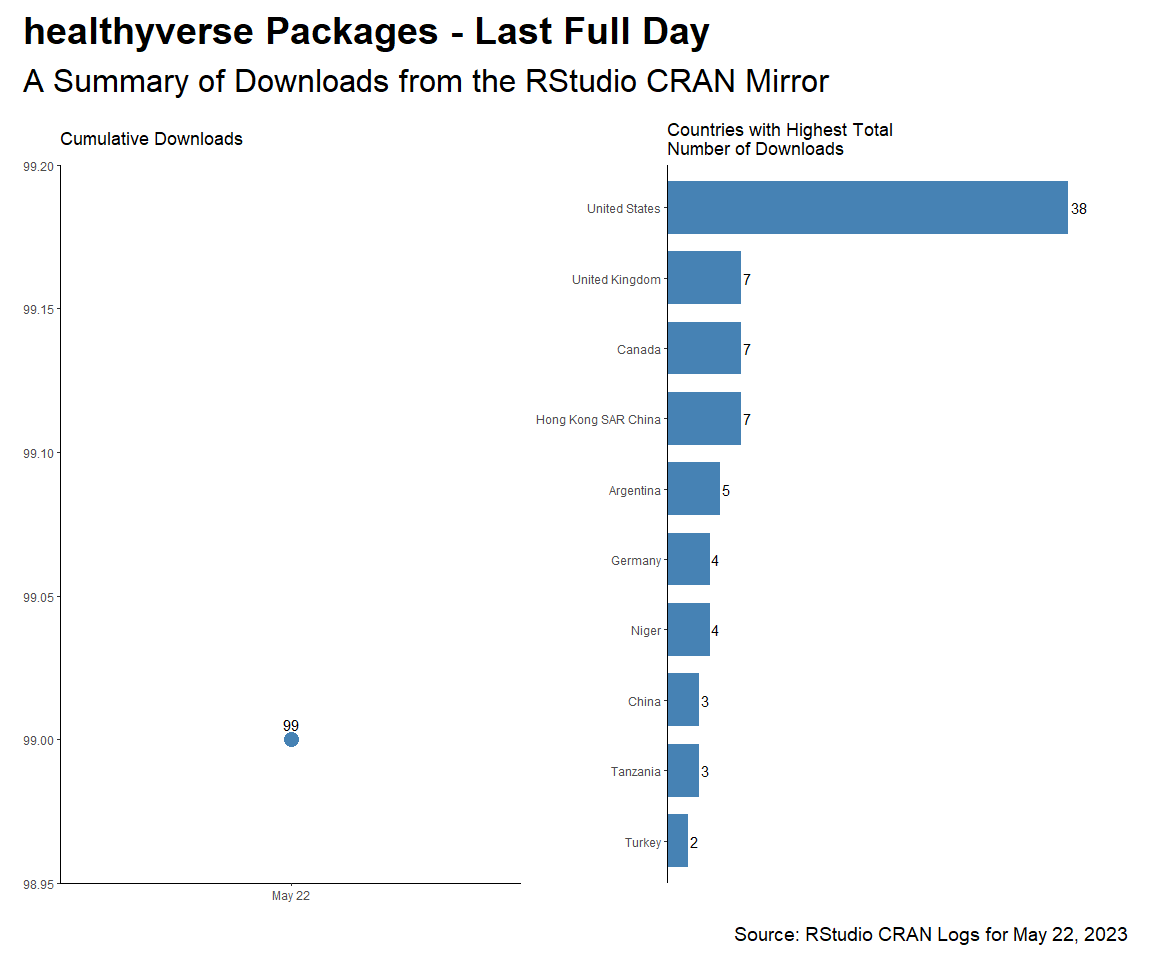 healthyverse Packages - Last Full Day
A Summary of Downloads from the RStudio CRAN Mirror
Cumulative Downloads
99.20
99.15
99.10
99.05
99.00
98.95
99
May 22
Countries with Highest Total
Number of Downloads
United States 38
United Kingdom 7
Canada 7
Hong Kong SAR China 7
Argentina 5
Germany 4
Niger 4
China 3
Tanzania 3
Turkey 2
Source: RStudio CRAN Logs for May 22, 2023